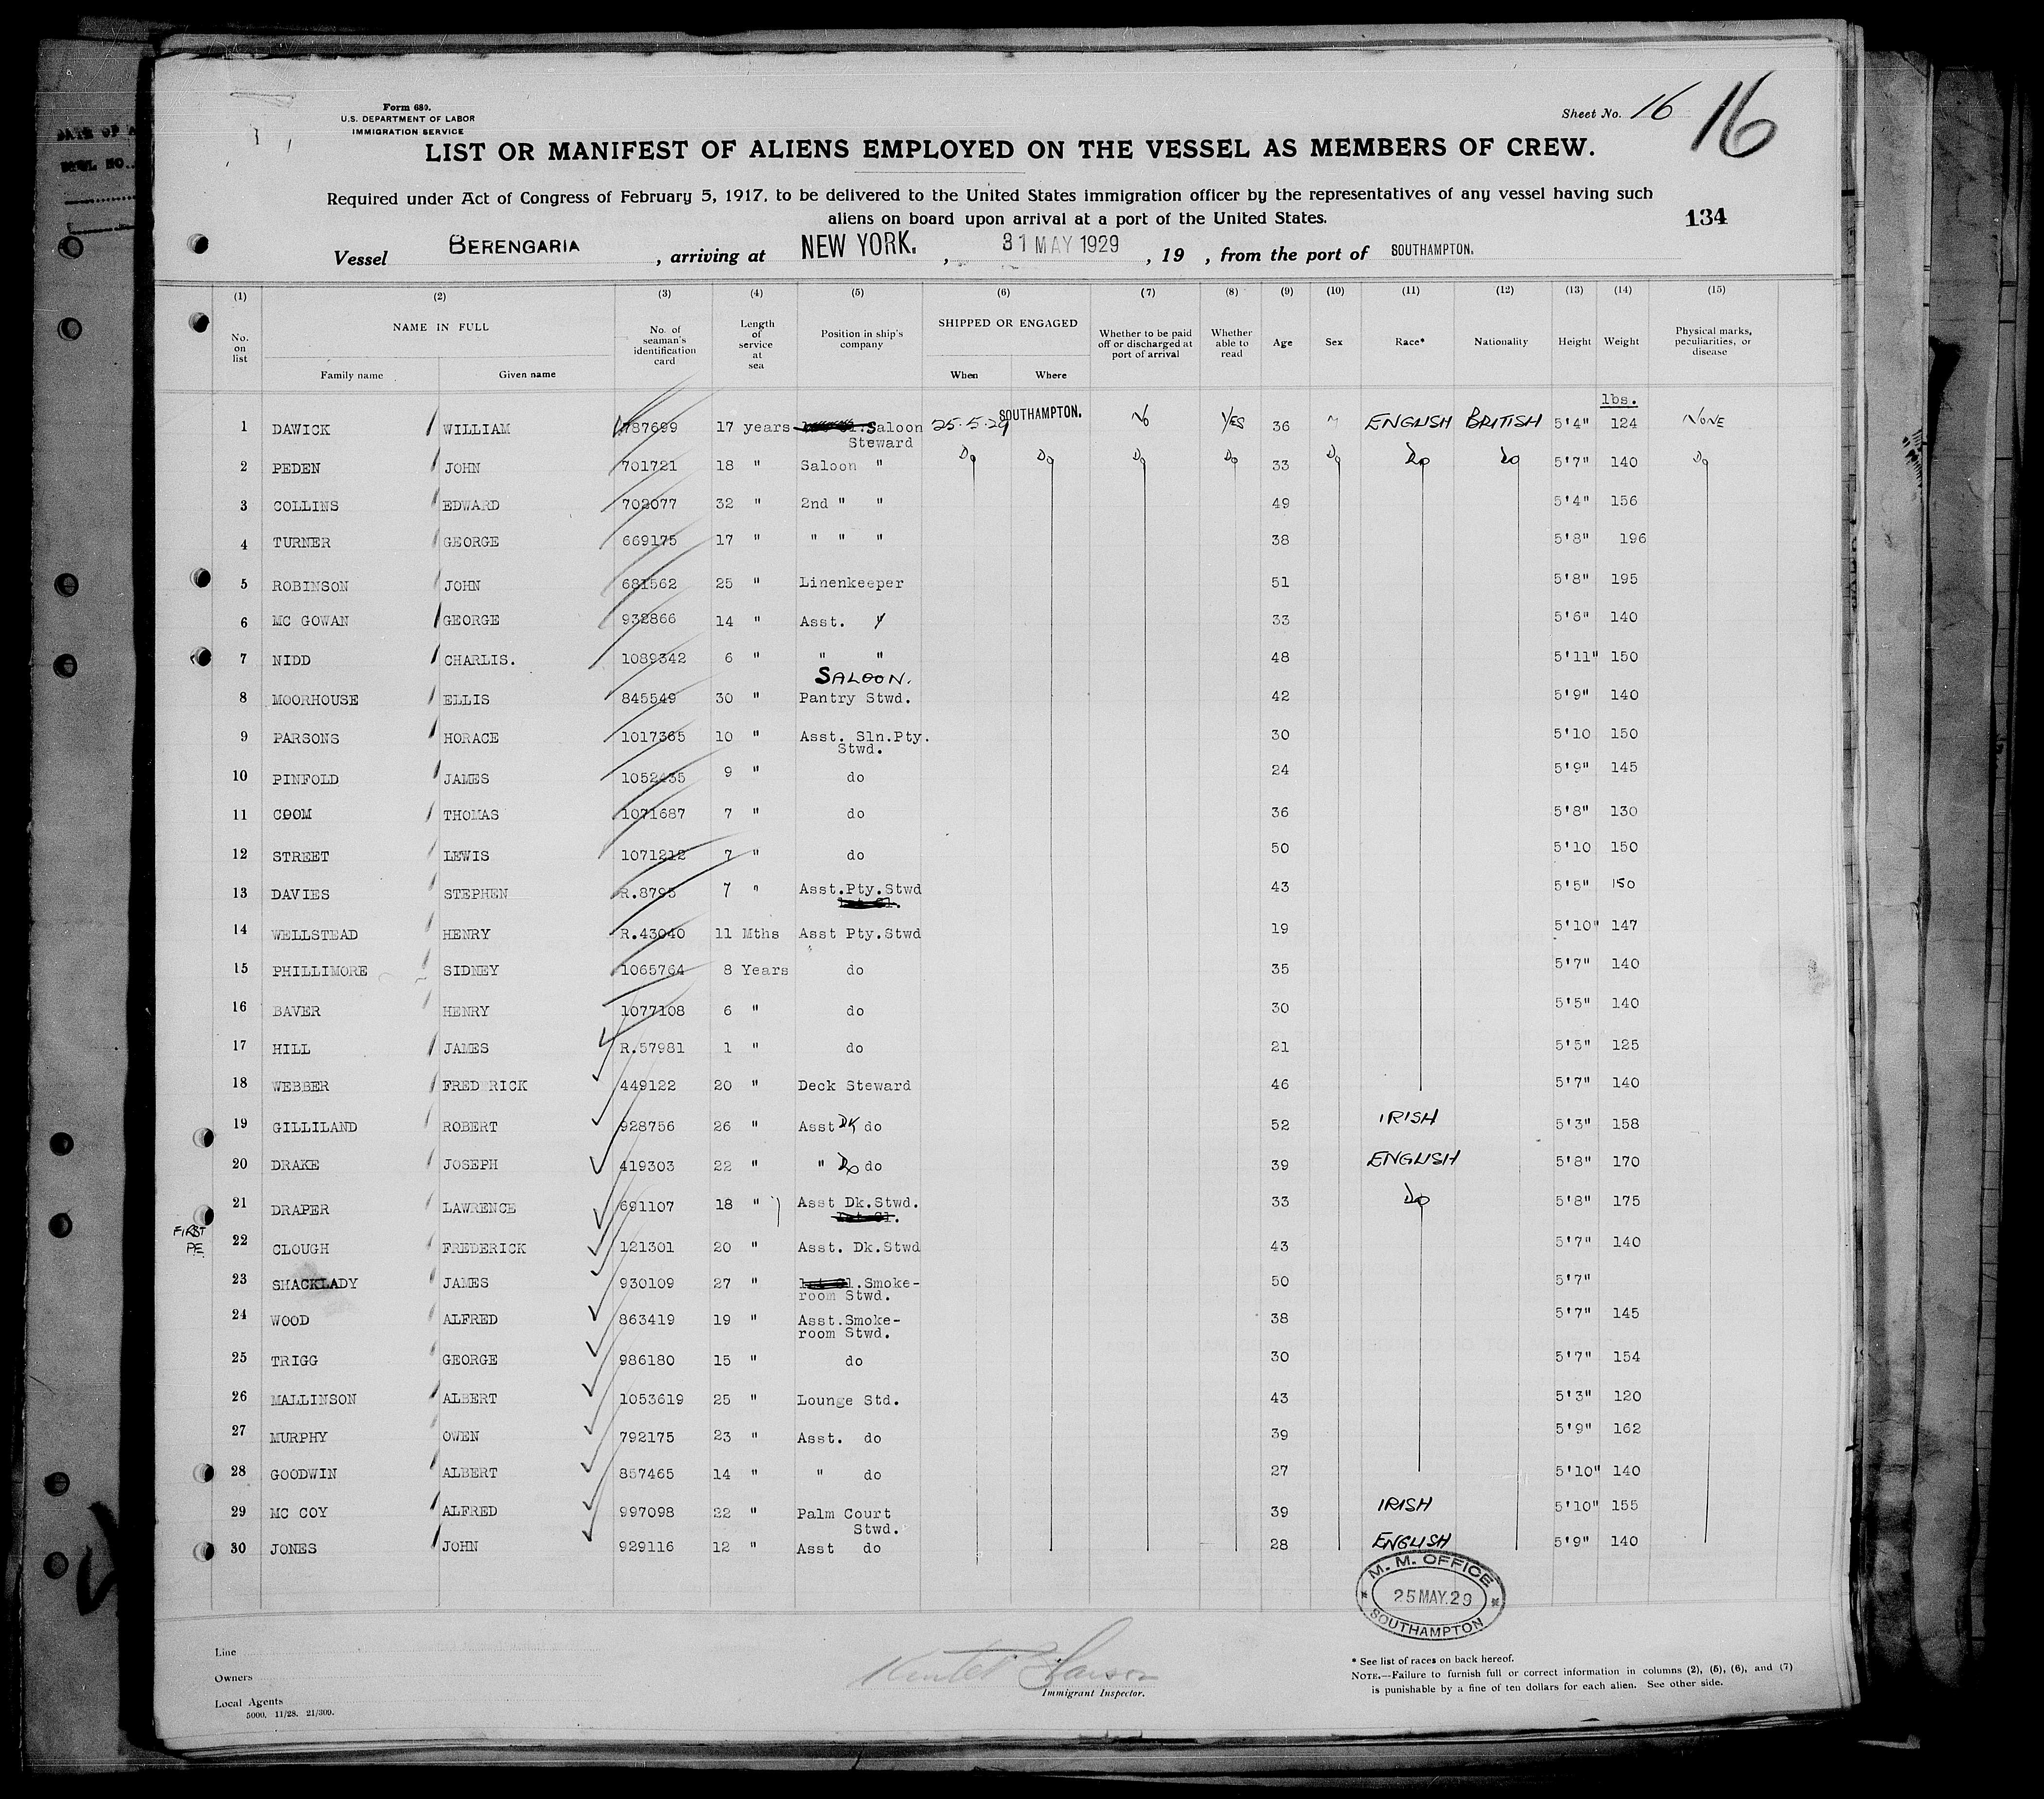 Form 680.
U.S. DEPARTMENT OF LABOR
IMMIGRATION SERVICE
Sheet No. 16 16
LIST OR MANIFEST OF ALIENS EMPLOYED ON THE VESSEL AS MEMBERS OF CREW.
Required under Act of Congress of February 5, 1917, to be delivered to the United States immigration officer by the representatives of any vessel having such
aliens on board upon arrival at a port of the United States.
134
Vessel BERENGARIA , arriving at NEW YORK. , 31 MAY 1929 , 19 , from the port of SOUTHAMPTON.
(1) (2) (3) (4) (5) (6) (7) (8) (9) (10) (11) (12) (13) (14) (15)
No. on list NAME IN FULL Family name Given name No. of seaman's identification card Length of service at sea Position in ship's company SHIPPED OR ENGAGED When Where Whether to be paid off or discharged at port of arrival Whether able to read Age Sex Race* Nationality Height Weight Physical marks, peculiarities, or disease
lbs.
1 DAWICK WILLIAM 787699 17 years Saloon Steward 25.5.29 SOUTHAMPTON. No YES 36 M ENGLISH BRITISH 5'4" 124 NONE
2 PEDEN JOHN 701721 18 " Saloon " Do Do Do Do 33 Do Do Do 5'7" 140 Do
3 COLLINS EDWARD 702077 32 " 2nd " " 49 5'4" 156
4 TURNER GEORGE 669175 17 " " " " 38 5'8" 196
5 ROBINSON JOHN 681562 25 " Linenkeeper 51 5'8" 195
6 MC GOWAN GEORGE 932866 14 " Asst. " 33 5'6" 140
7 NIDD CHARLIS. 1089342 6 " " " 48 5'11" 150
8 MOORHOUSE ELLIS 845549 30 " SALOON. Pantry Stwd. 42 5'9" 140
9 PARSONS HORACE 1017365 10 " Asst. Sln.Pty. Stwd. 30 5'10 150
10 PINFOLD JAMES 1052435 9 " do 24 5'9" 145
11 COOM THOMAS 1071687 7 " do 36 5'8" 130
12 STREET LEWIS 1071212 7 " do 50 5'10 150
13 DAVIES STEPHEN R.8795 7 " Asst.Pty.Stwd 43 5'5" 150
14 WELLSTEAD HENRY R.43040 11 Mths Asst Pty.Stwd 19 5'10" 147
15 PHILLIMORE SIDNEY 1065764 8 Years do 35 5'7" 140
16 BAVER HENRY 1077108 6 " do 30 5'5" 140
17 HILL JAMES R.57981 1 " do 21 5'5" 125
18 WEBBER FRED RICK 449122 20 " Deck Steward 46 5'7" 140
19 GILLILAND ROBERT 928756 26 " Asst DK do 52 IRISH 5'3" 158
20 DRAKE JOSEPH 419303 22 " " Do do 39 ENGLISH 5'8" 170
21 DRAPER LAWRENCE 691107 18 " Asst Dk.Stwd. 33 Do 5'8" 175
FIRST PE.
22 CLOUGH FREDERICK 121301 20 " Asst. Dk.Stwd 43 5'7" 140
23 SHACKLADY JAMES 930109 27 " Smoke-room Stwd. 50 5'7"
24 WOOD ALFRED 863419 19 " Asst.Smoke-room Stwd. 38 5'7" 145
25 TRIGG GEORGE 986180 15 " do 30 5'7" 154
26 MALLINSON ALBERT 1053619 25 " Lounge Std. 43 5'3" 120
27 MURPHY OWEN 792175 23 " Asst. do 39 5'9" 162
28 GOODWIN ALBERT 857465 14 " " do 27 5'10" 140
29 MC COY ALFRED 997098 22 " Palm Court Stwd. 39 IRISH 5'10" 155
30 JONES JOHN 929116 12 " Asst do 28 ENGLISH 5'9" 140
M. M. OFFICE
25 MAY.29
SOUTHAMPTON
Line
Owners
Local Agents
5000. 11/28. 21/309.
Immigrant Inspector.
* See list of races on back hereof.
NOTE.—Failure to furnish full or correct information in columns (2), (5), (6), and (7)
is punishable by a fine of ten dollars for each alien. See other side.